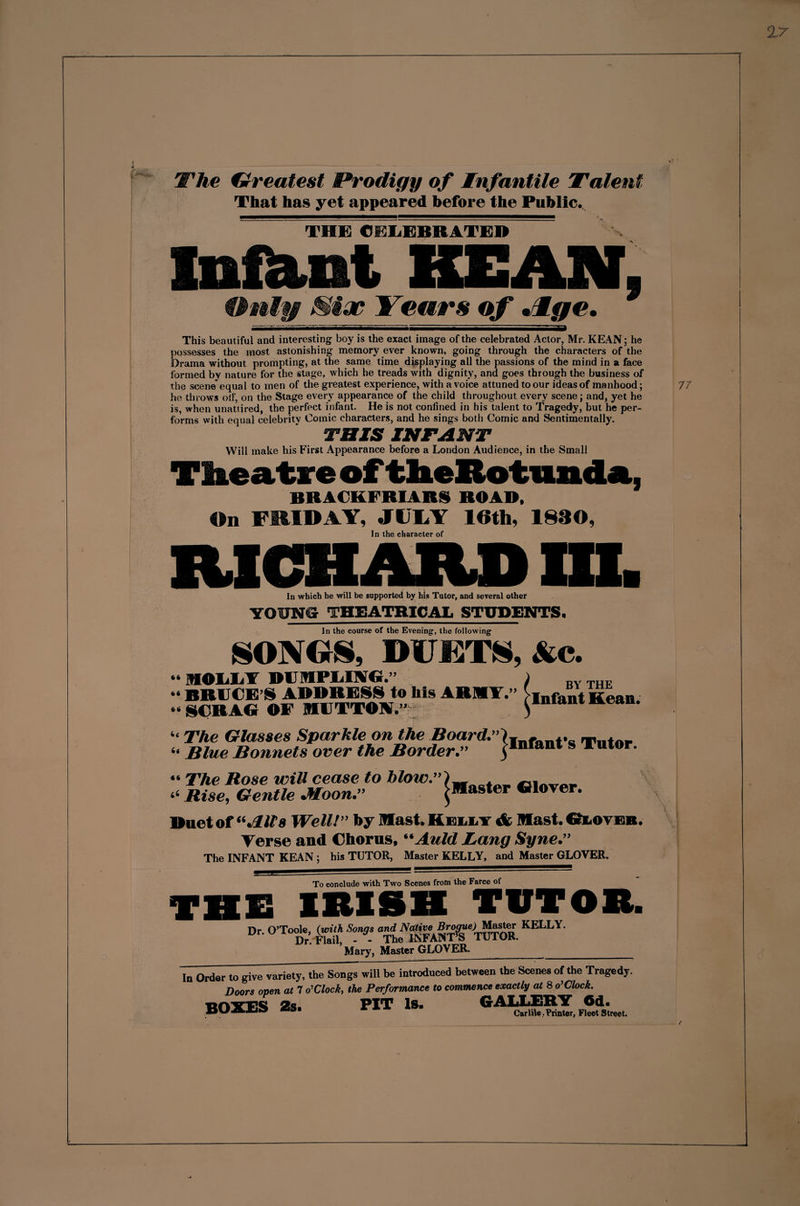 27
The Greatest Prodigy of Infantile Talent
That has yet appeared before the Public.
THE CELEBRATED
Infant KEAN,
Only Six Years of Age.
This beautiful and interesting boy is the exact image of the celebrated Actor, Mr. KEAN; he
possesses the most astonishing memory ever known, going through the characters of the
Drama without prompting, at the same time displaying all the passions of the mind in a face
formed by nature for the stage, which he treads with dignity, and goes through the business of
the scene equal to men of the greatest experience, with a voice attuned to our ideas of manhood;
he throws off, on the Stage every appearance of the child throughout every scene; and, yet he
is, when unattired, the perfect infant. He is not confined in his talent to Tragedy, but he per-
forms with equal celebrity Comic characters, and he sings both Comic and Sentimentally.
77
THIS INFANT
Will make his First Appearance before a London Audience, in the Small
Theatre of the Rotunda,
BRACKFRIARS ROAD,
On FRIDAY, JULY 16th, 1830,
In the character of
RICHARD III.
In which he will be supported by his Tutor, and several other
YOUNG THEATRICAL STUDENTS.
In the course of the Evening, the following
SONGS, DUETS, &c.
"MOLLY DUMPLING."
"BRUCE'S ADDRESS to his ARMY."
"SCRAG OF MUTTON."
BY THE
Infant Kean.
"The Glasses Sparkle on the Board."
"Blue Bonnets over the Border."
Infant's Tutor.
"The Rose will cease to blow."
"Rise, Gentle Moon."
Master Glover.
Duet of "All's Well!" by Mast. KELLY & Mast. GLOVER.
Verse and Chorus, "Auld Lang Syne."
The INFANT KEAN; his TUTOR, Master KELLY, and Master GLOVER.
To conclude with Two Scenes from the Farce of
THE IRISH TUTOR.
Dr. O'Toole, (with Songs and Native Brogue) Master KELLY.
Dr. Flail, - - The INFANT'S TUTOR.
Mary, Master GLOVER.
In Order to give variety, the Songs will be introduced between the Scenes of the Tragedy.
Doors open at 7 o'Clock, the Performance to commence exactly at 8 o'Clock.
BOXES 2s. PIT 1s. GALLERY 6d.
Carlile, Printer, Fleet Street.